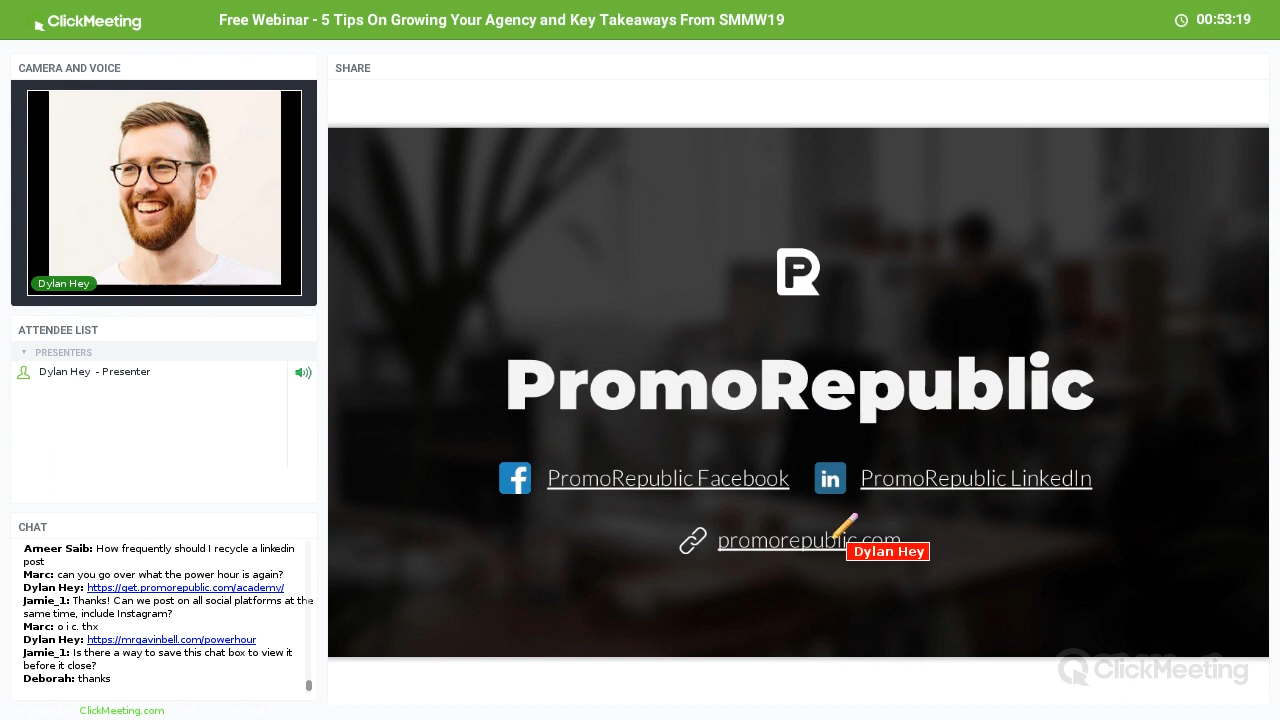 ClickMeeting
Free Webinar - 5 Tips On Growing Your Agency and Key Takeaways From SMMW19
00:53:19
CAMERA AND VOICE
Dylan Hey
ATTENDEE LIST
PRESENTERS
Dylan Hey - Presenter
CHAT
Ameer Saib: How frequently should I recycle a linkedin
post
Marc: can you go over what the power hour is again?
Dylan Hey: https://get.promorepublic.com/academy/
Jamie_1: Thanks! Can we post on all social platforms at the
same time, include Instagram?
Marc: o i c. thx
Dylan Hey: https://mrgavinbell.com/powerhour
Jamie_1: Is there a way to save this chat box to view it
before it close?
Deborah: thanks
ClickMeeting.com
SHARE
PromoRepublic
PromoRepublic Facebook
PromoRepublic LinkedIn
promorepublic.com
Dylan Hey
ClickMeeting